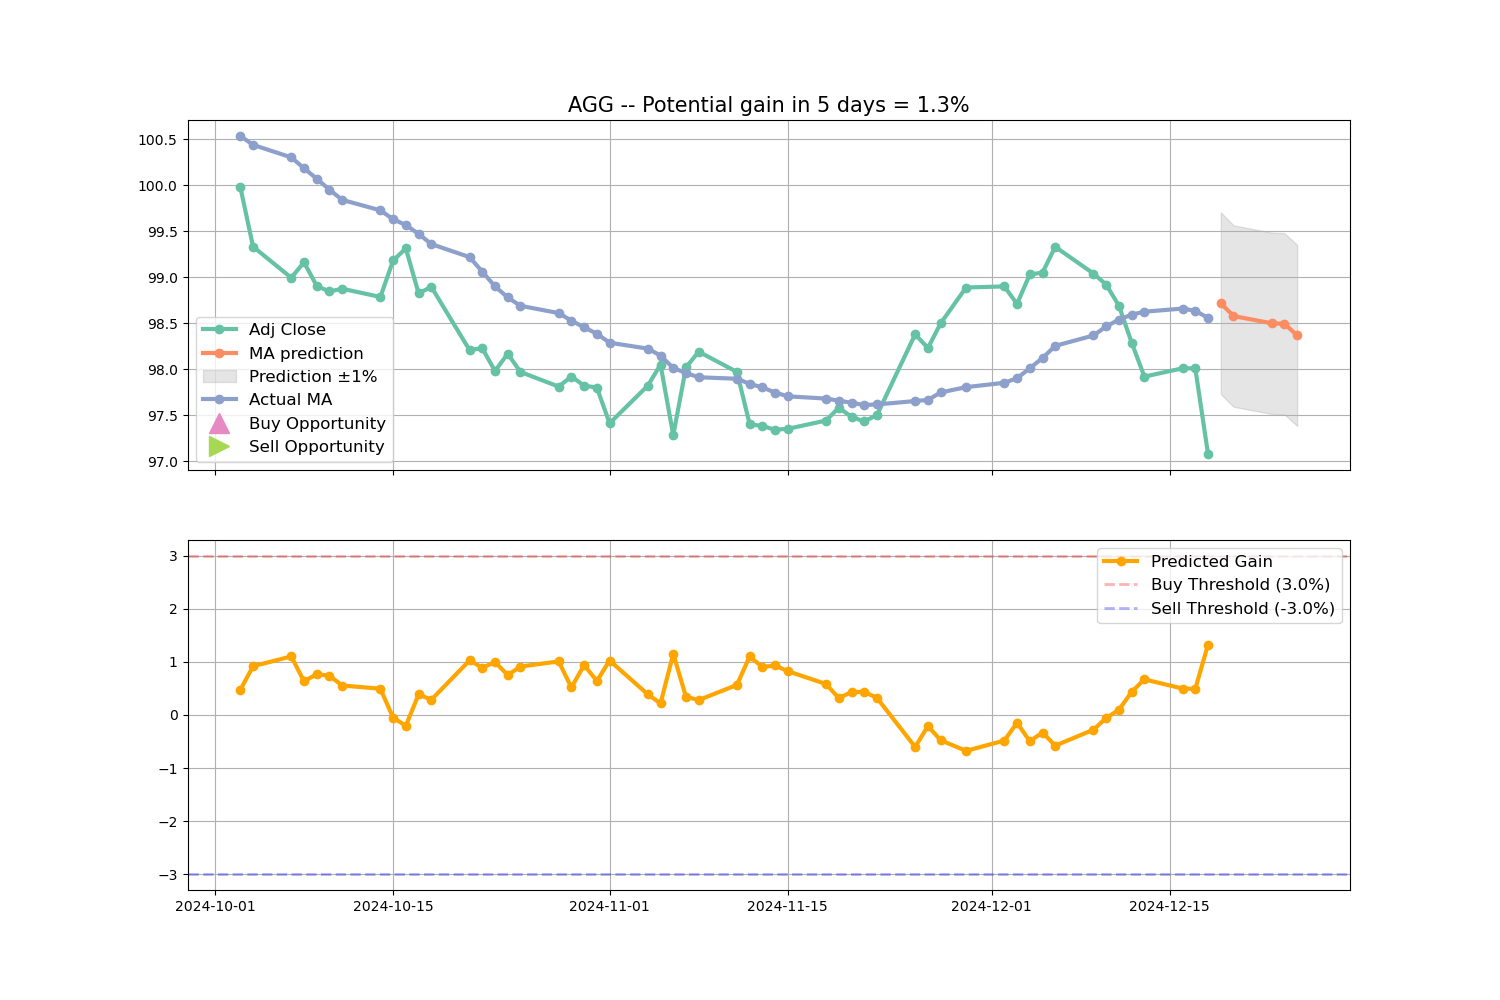 AGG -- Potential gain in 5 days = 1.3%
100.5
100.0
99.5
99.0
98.5
98.0
97.5
97.0
Adj Close
MA prediction
Prediction ±1%
Actual MA
Buy Opportunity
Sell Opportunity
3
2
1
0
−1
−2
−3
Predicted Gain
Buy Threshold (3.0%)
Sell Threshold (-3.0%)
2024-10-01 2024-10-15 2024-11-01 2024-11-15 2024-12-01 2024-12-15